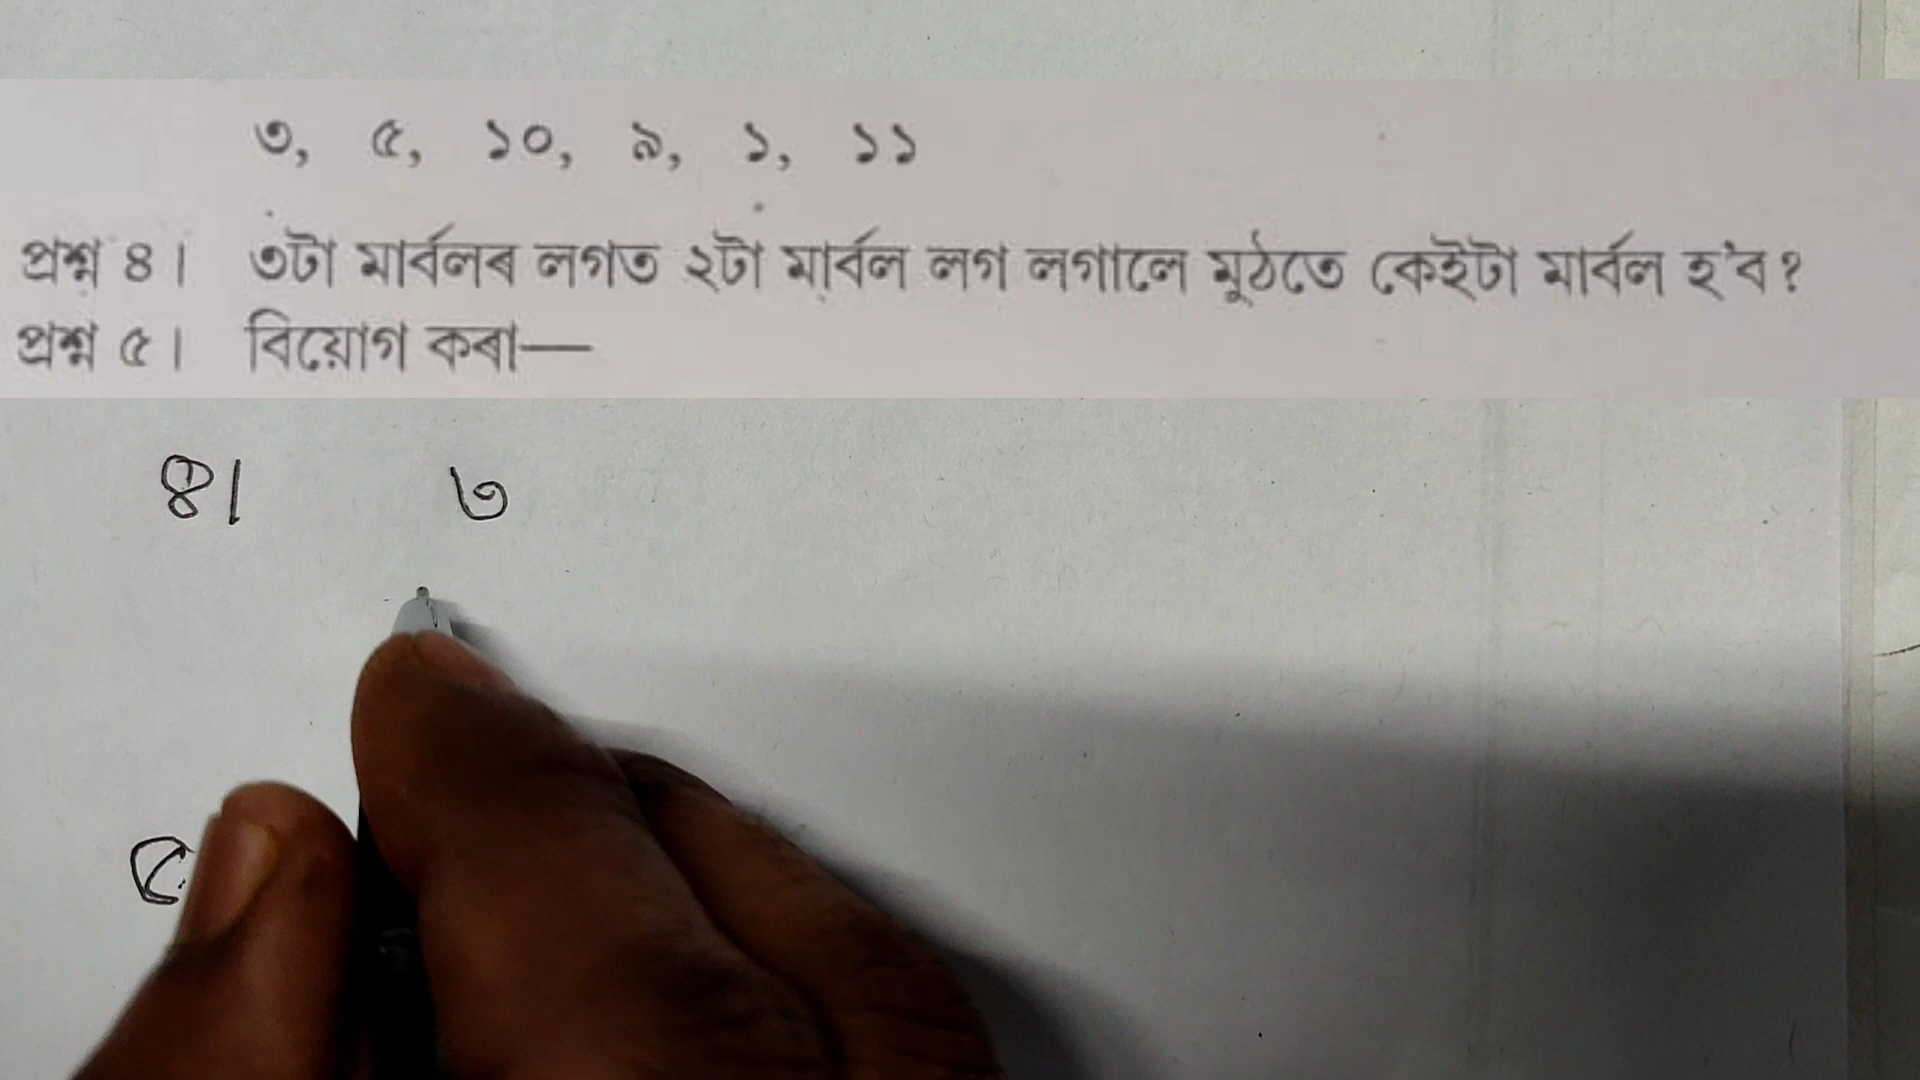 ৩, ৫, ১০, ৯, ১, ১১
প্ৰশ্ন ৪। ৩টা মাৰ্বলৰ লগত ২টা মাৰ্বল লগ লগালে মুঠতে কেইটা মাৰ্বল হ'ব?
প্ৰশ্ন ৫। বিয়োগ কৰা—
৪। ৩
৫